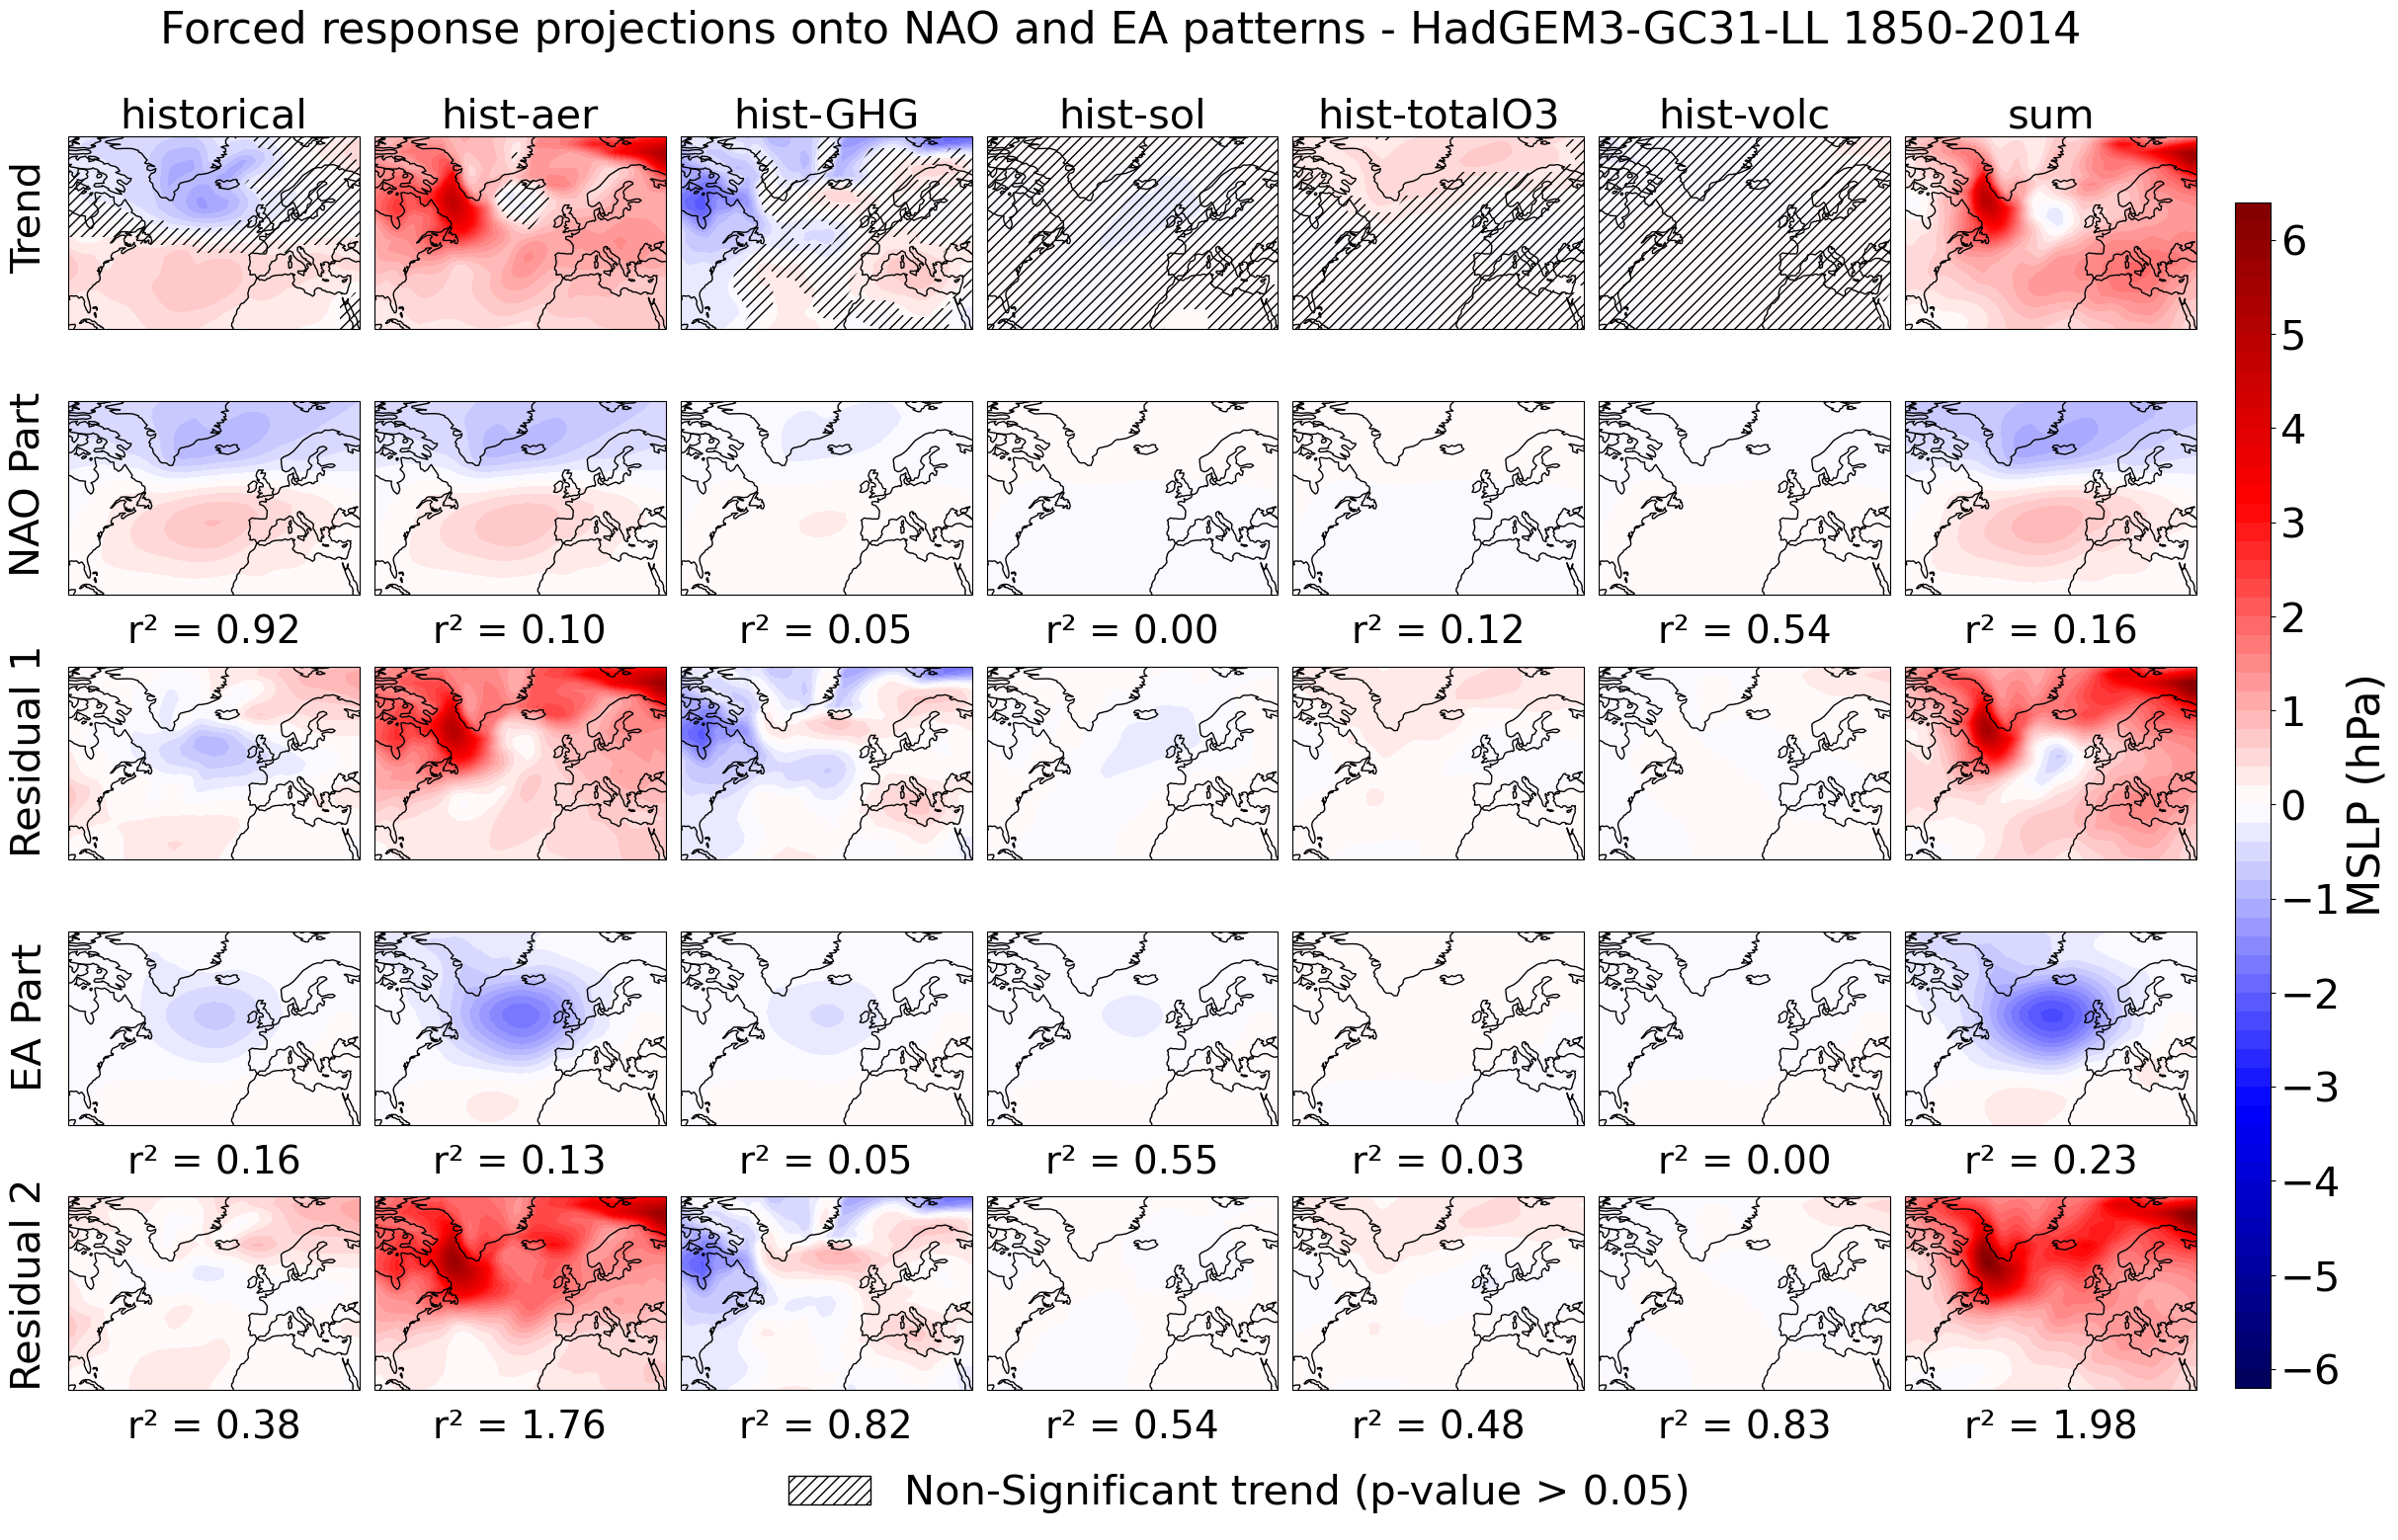 Forced response projections onto NAO and EA patterns - HadGEM3-GC31-LL 1850-2014
historical hist-aer hist-GHG hist-sol hist-totalO3 hist-volc sum
Trend
NAO Part
r² = 0.92 r² = 0.10 r² = 0.05 r² = 0.00 r² = 0.12 r² = 0.54 r² = 0.16
Residual 1
EA Part
r² = 0.16 r² = 0.13 r² = 0.05 r² = 0.55 r² = 0.03 r² = 0.00 r² = 0.23
Residual 2
r² = 0.38 r² = 1.76 r² = 0.82 r² = 0.54 r² = 0.48 r² = 0.83 r² = 1.98
6
5
4
3
2
1
0
−1
−2
−3
−4
−5
−6
MSLP (hPa)
Non-Significant trend (p-value > 0.05)